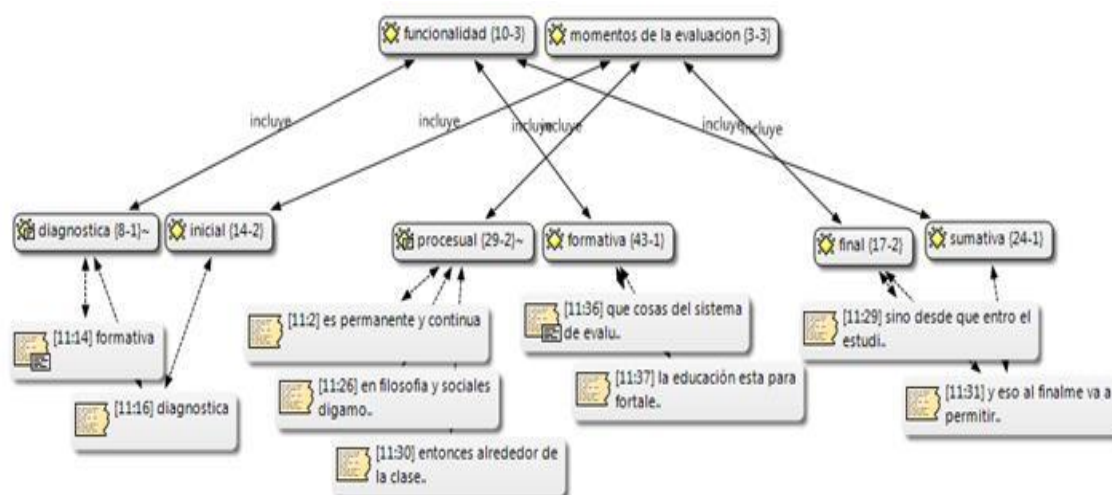 funcionalidad {10-3}
momentos de la evaluacion {3-3}
incluye
incluye
incluye
incluye
incluye
incluye
diagnostica {8-1}~
inicial {14-2}
procesual {29-2}~
formativa {43-1}
final {17-2}
sumativa {24-1}
[11:14] formativa
[11:16] diagnostica
[11:2] es permanente y continua
[11:26] en filosofia y sociales
digamo..
[11:30] entonces alrededor de
la clase..
[11:36] que cosas del sistema
de evalu..
[11:37] la educación esta para
fortale..
[11:29] sino desde que entro el
estudi..
[11:31] y eso al finalme va a
permitir..